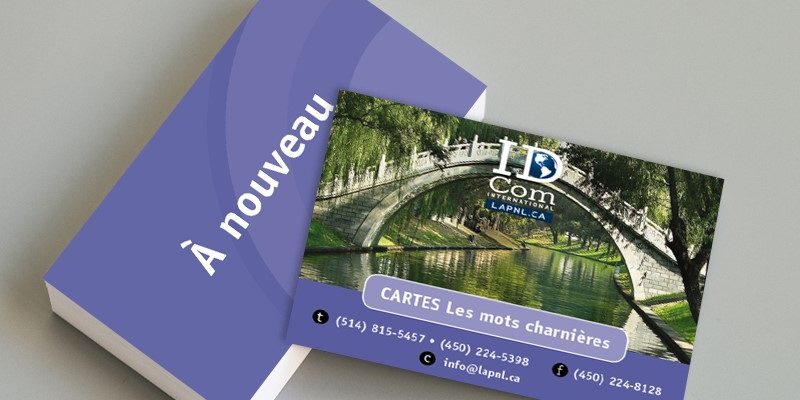 À nouveau
ID
Com
INTERNATIONAL
LAPNL.CA
CARTES Les mots charnières
t (514) 815-5457 • (450) 224-5398
f (450) 224-8128
c info@lapnl.ca